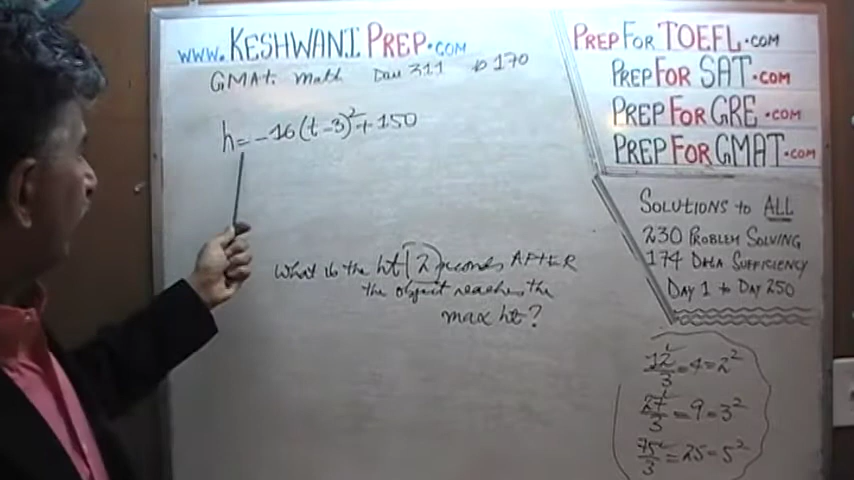 www.KESHWANIPREP.COM
GMAT math Day 311 p 170
h = -16(t-3)²+150
What is the ht (2) seconds AFTER
the object reaches the
max ht?
PREPFORTOEFL.COM
PREPFOR SAT.COM
PREPFORGRE.COM
PREPFORGMAT.COM
SOLUTIONS to ALL
230 PROBLEM SOLVING
174 DATA SUFFICIENCY
DAY 1 to DAY 250
12/3=4=2²
27/3=9=3²
75/3=25=5²